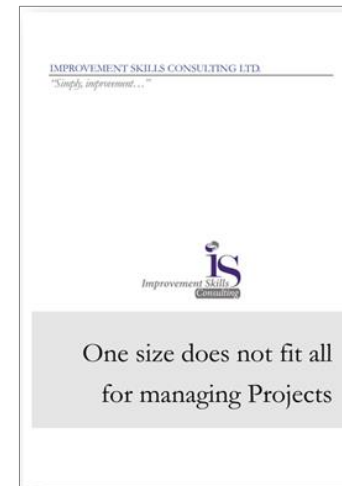 IMPROVEMENT SKILLS CONSULTING LTD.
"Simply, improvement…"
is
Improvement Skills
Consulting
One size does not fit all
for managing Projects